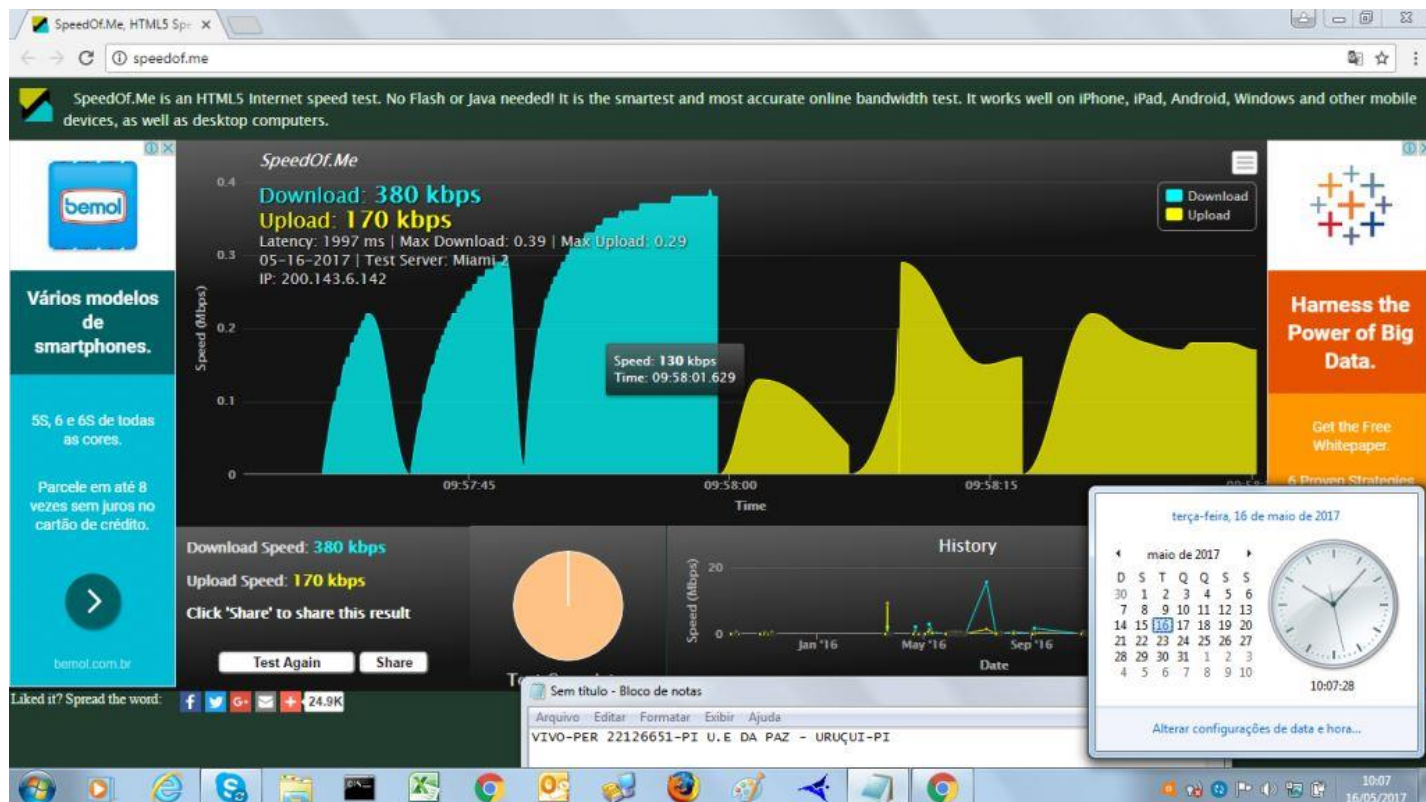 SpeedOf.Me, HTML5 Spe
speedof.me
SpeedOf.Me is an HTML5 Internet speed test. No Flash or Java needed! It is the smartest and most accurate online bandwidth test. It works well on iPhone, iPad, Android, Windows and other mobile
devices, as well as desktop computers.
bemol
Vários modelos
de
smartphones.
5S, 6 e 6S de todas
as cores.
Parcele em até 8
vezes sem juros no
cartão de crédito.
bemol.com.br
SpeedOf.Me
Download: 380 kbps
Upload: 170 kbps
Latency: 1997 ms | Max Download: 0.39 | Max Upload: 0.29
05-16-2017 | Test Server: Miami 2
IP: 200.143.6.142
Download
Upload
Speed (Mbps)
0.4
0.3
0.2
0.1
0
Speed: 130 kbps
Time: 09:58:01.629
09:57:45
09:58:00
09:58:15
Time
Harness the
Power of Big
Data.
Get the Free
Whitepaper.
6 Proven Strategies
Download Speed: 380 kbps
Upload Speed: 170 kbps
Click 'Share' to share this result
Test Again
Share
History
Speed (Mbps)
20
0
Jan '16
May '16
Sep '16
Date
Liked it? Spread the word:
24.9K
Sem título - Bloco de notas
Arquivo Editar Formatar Exibir Ajuda
VIVO-PER 22126651-PI U.E DA PAZ - URUÇUI-PI
terça-feira, 16 de maio de 2017
maio de 2017
D S T Q Q S S
30 1 2 3 4 5 6
7 8 9 10 11 12 13
14 15 16 17 18 19 20
21 22 23 24 25 26 27
28 29 30 31 1 2 3
4 5 6 7 8 9 10
10:07:28
Alterar configurações de data e hora...
10:07
16/05/2017